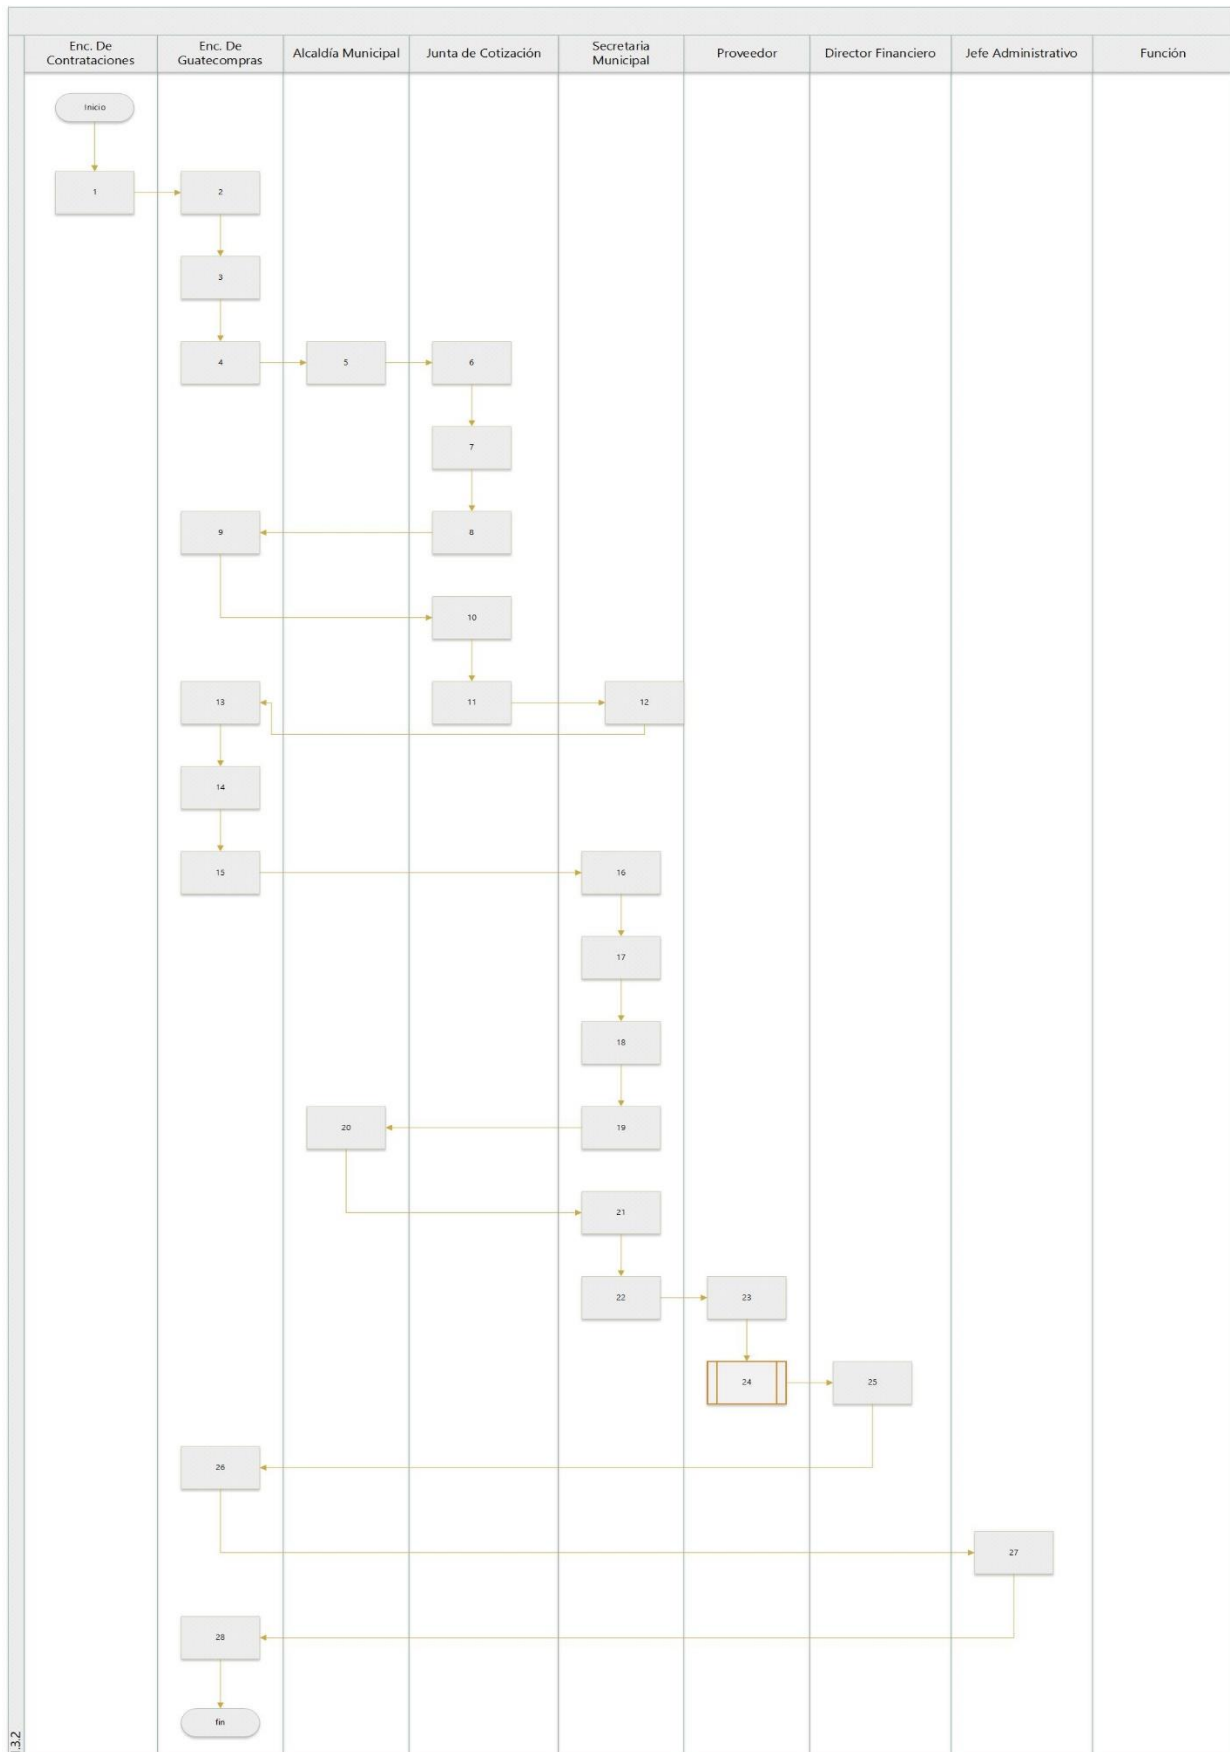 Enc. De
Contrataciones
Enc. De
Guatecompras
Alcaldía Municipal
Junta de Cotización
Secretaria
Municipal
Proveedor
Director Financiero
Jefe Administrativo
Función
Inicio
1
2
3
4
5
6
7
9
8
10
13
11
12
14
15
16
17
18
20
19
21
22
23
24
25
26
27
28
fin
1.3.2